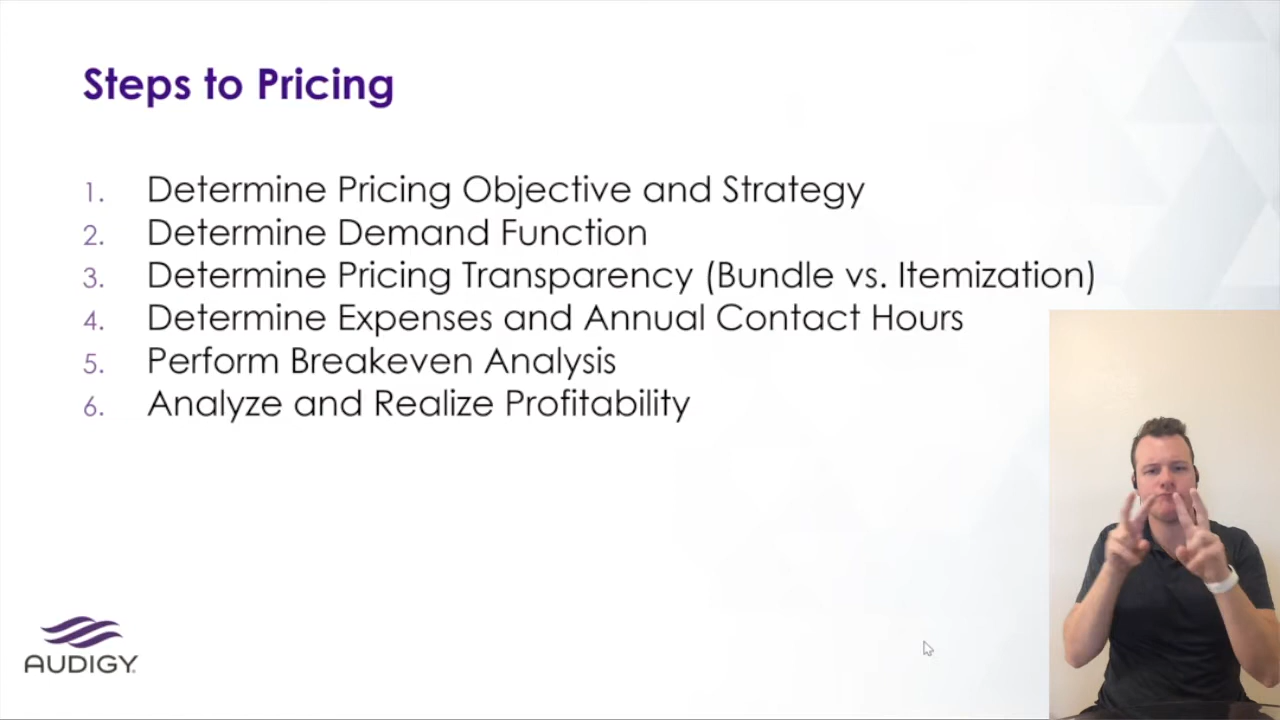 Steps to Pricing
1. Determine Pricing Objective and Strategy
2. Determine Demand Function
3. Determine Pricing Transparency (Bundle vs. Itemization)
4. Determine Expenses and Annual Contact Hours
5. Perform Breakeven Analysis
6. Analyze and Realize Profitability
AUDIGY